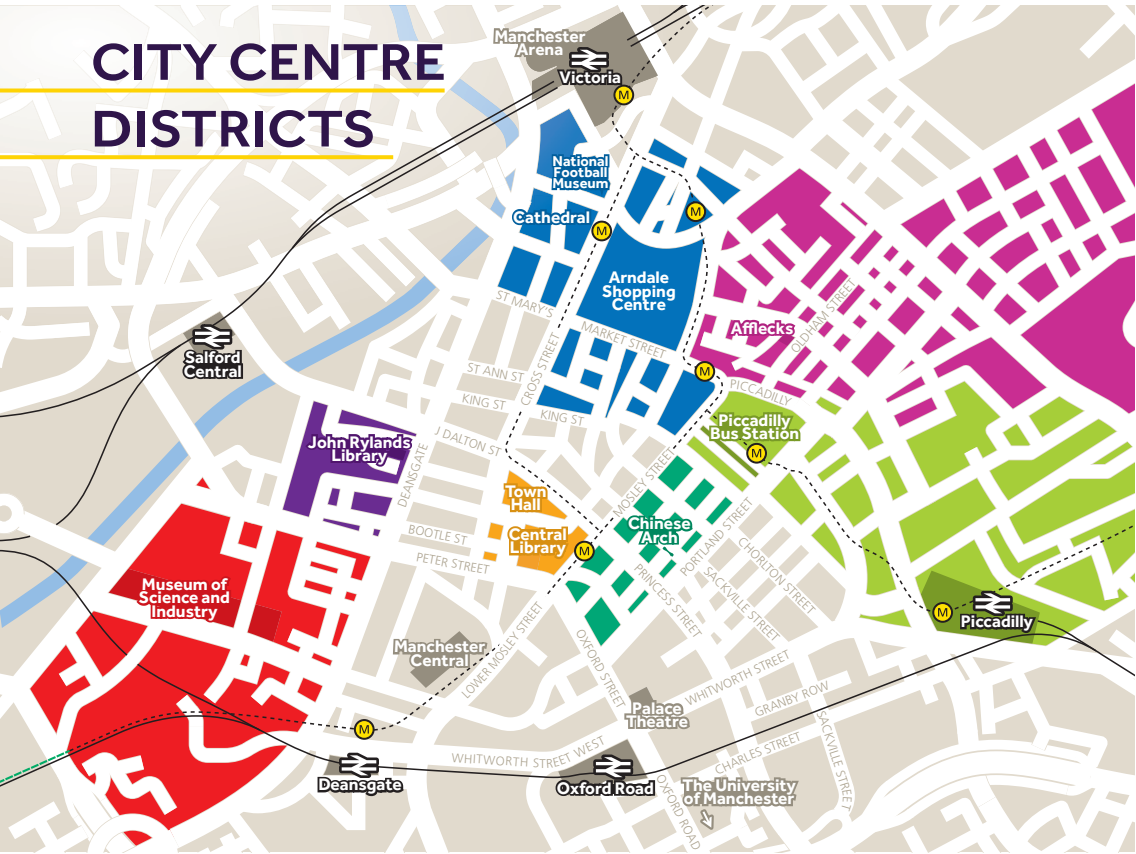 CITY CENTRE
DISTRICTS
Manchester
Arena
Victoria
M
National
Football
Museum
Cathedral
M
M
Arndale
Shopping
Centre
ST MARY'S
MARKET STREET
Afflecks
OLDHAM STREET
Salford
Central
CROSS STREET
ST ANN ST
M
PICCADILLY
KING ST
KING ST
Piccadilly
Bus Station
M
John Rylands
Library
J DALTON ST
DEANSGATE
MOSLEY STREET
Town
Hall
Central
Library
M
Chinese
Arch
PORTLAND STREET
BOOTLE ST
PETER STREET
CHORLTON STREET
SACKVILLE STREET
PRINCESS STREET
Museum of
Science and
Industry
M
Piccadilly
Manchester
Central
LOWER MOSLEY STREET
OXFORD STREET
WHITWORTH STREET
GRANBY ROW
Palace
Theatre
SACKVILLE STREET
M
Deansgate
WHITWORTH STREET WEST
CHARLES STREET
Oxford Road
OXFORD ROAD
The University
of Manchester